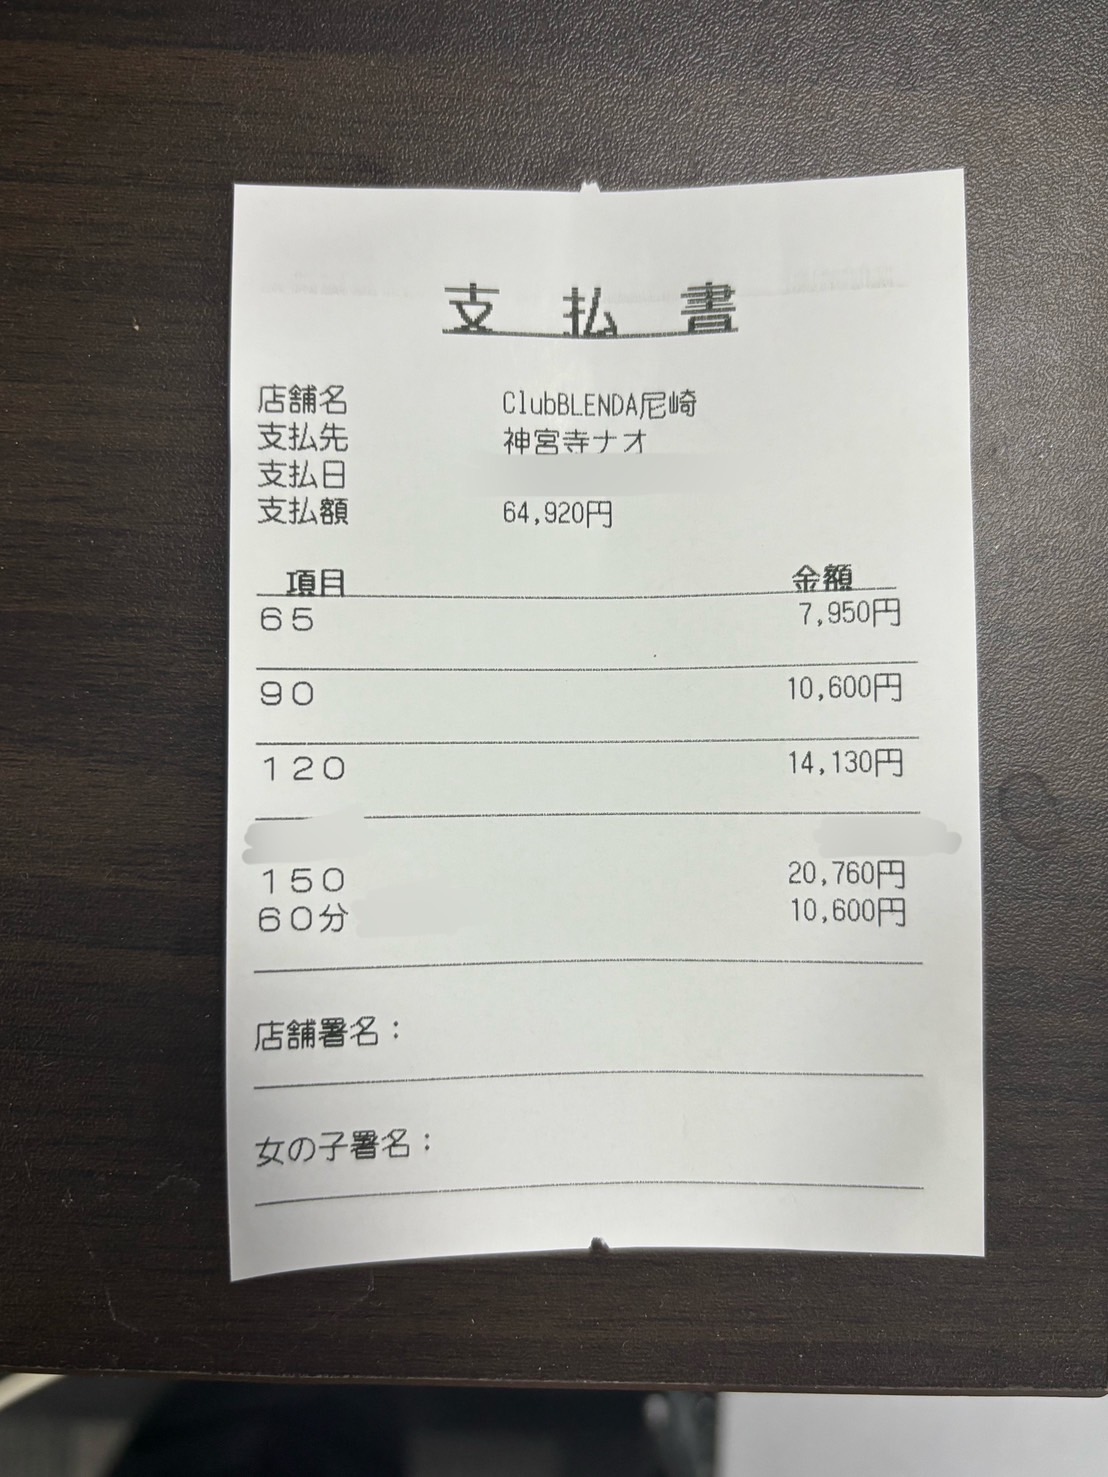 支払書
店舗名 ClubBLENDA尼崎
支払先 神宮寺ナオ
支払日
支払額 64,920円
項目 金額
65 7,950円
90 10,600円
120 14,130円
150 20,760円
60分 10,600円
店舗署名：
女の子署名：